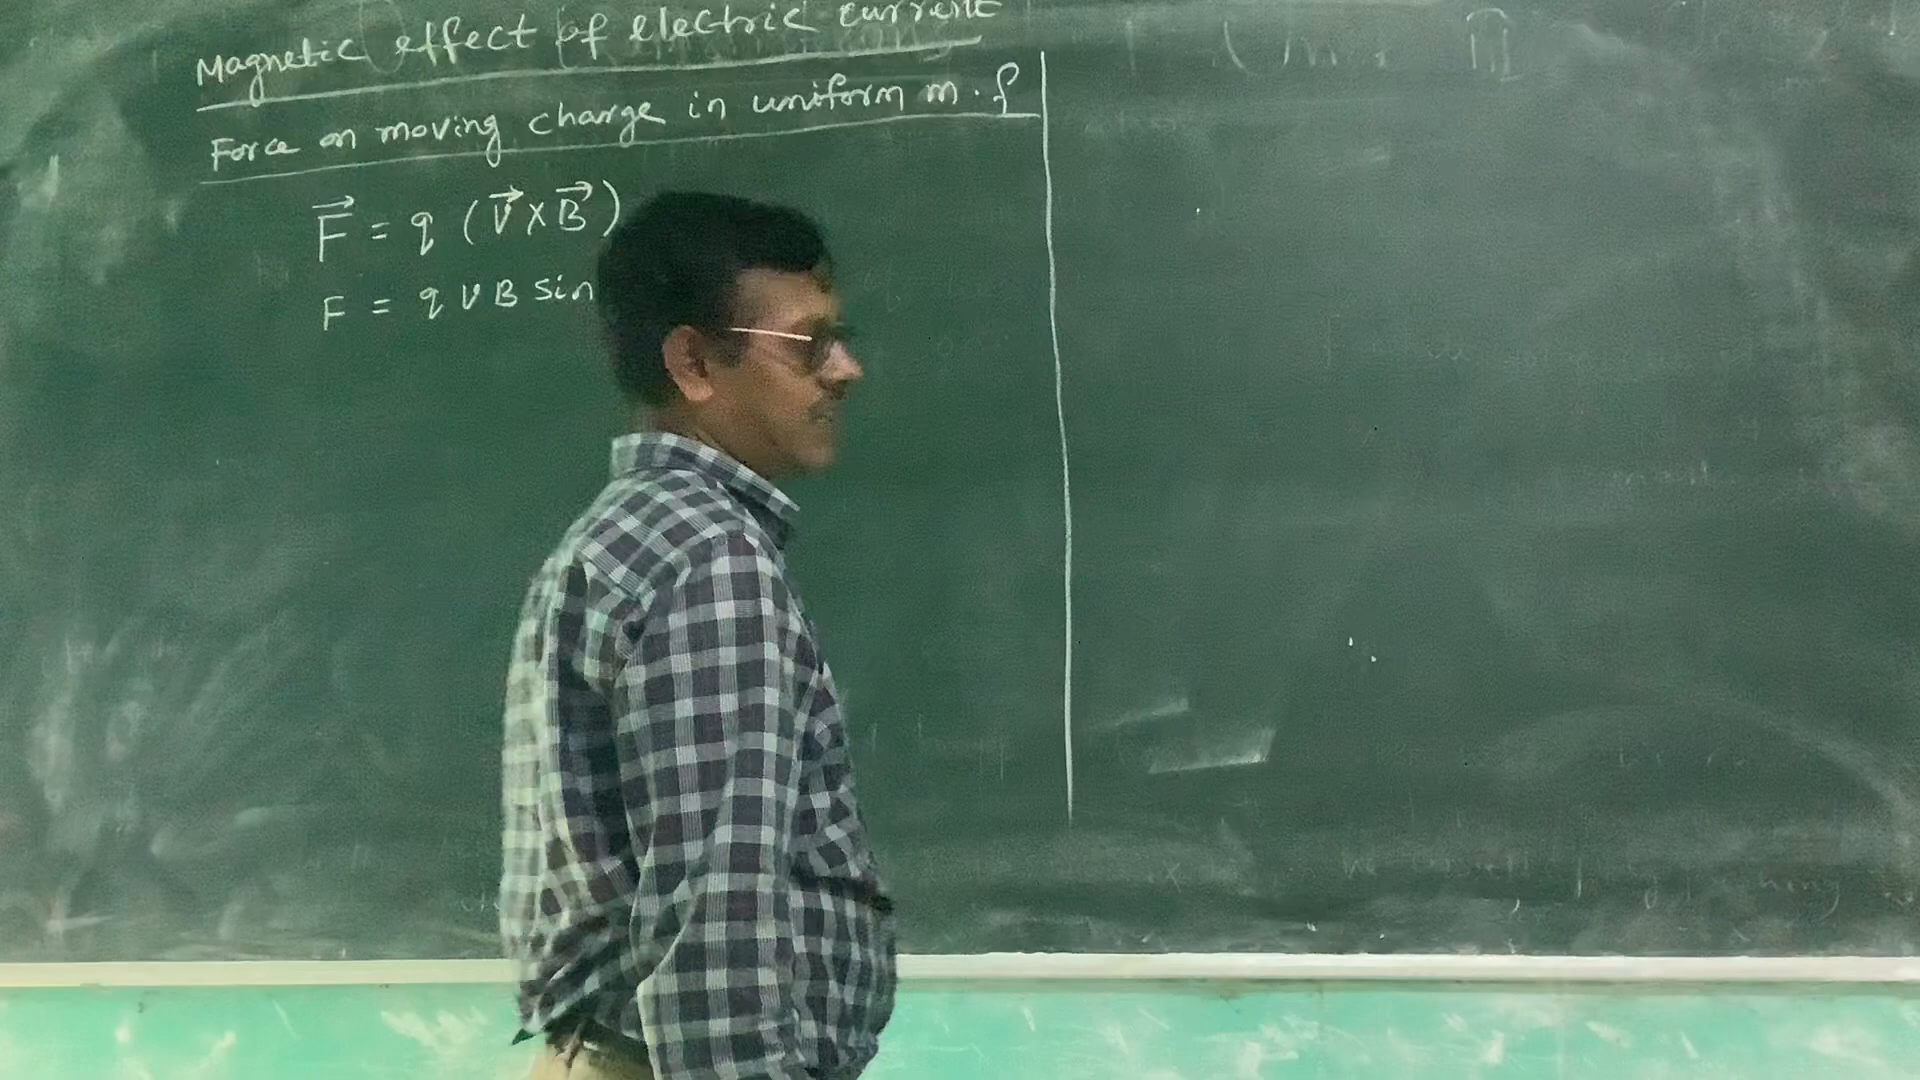 Magnetic effect of electric current
Force on moving charge in uniform m.f
F⃗ = q (V⃗ × B⃗)
F = q V B sin